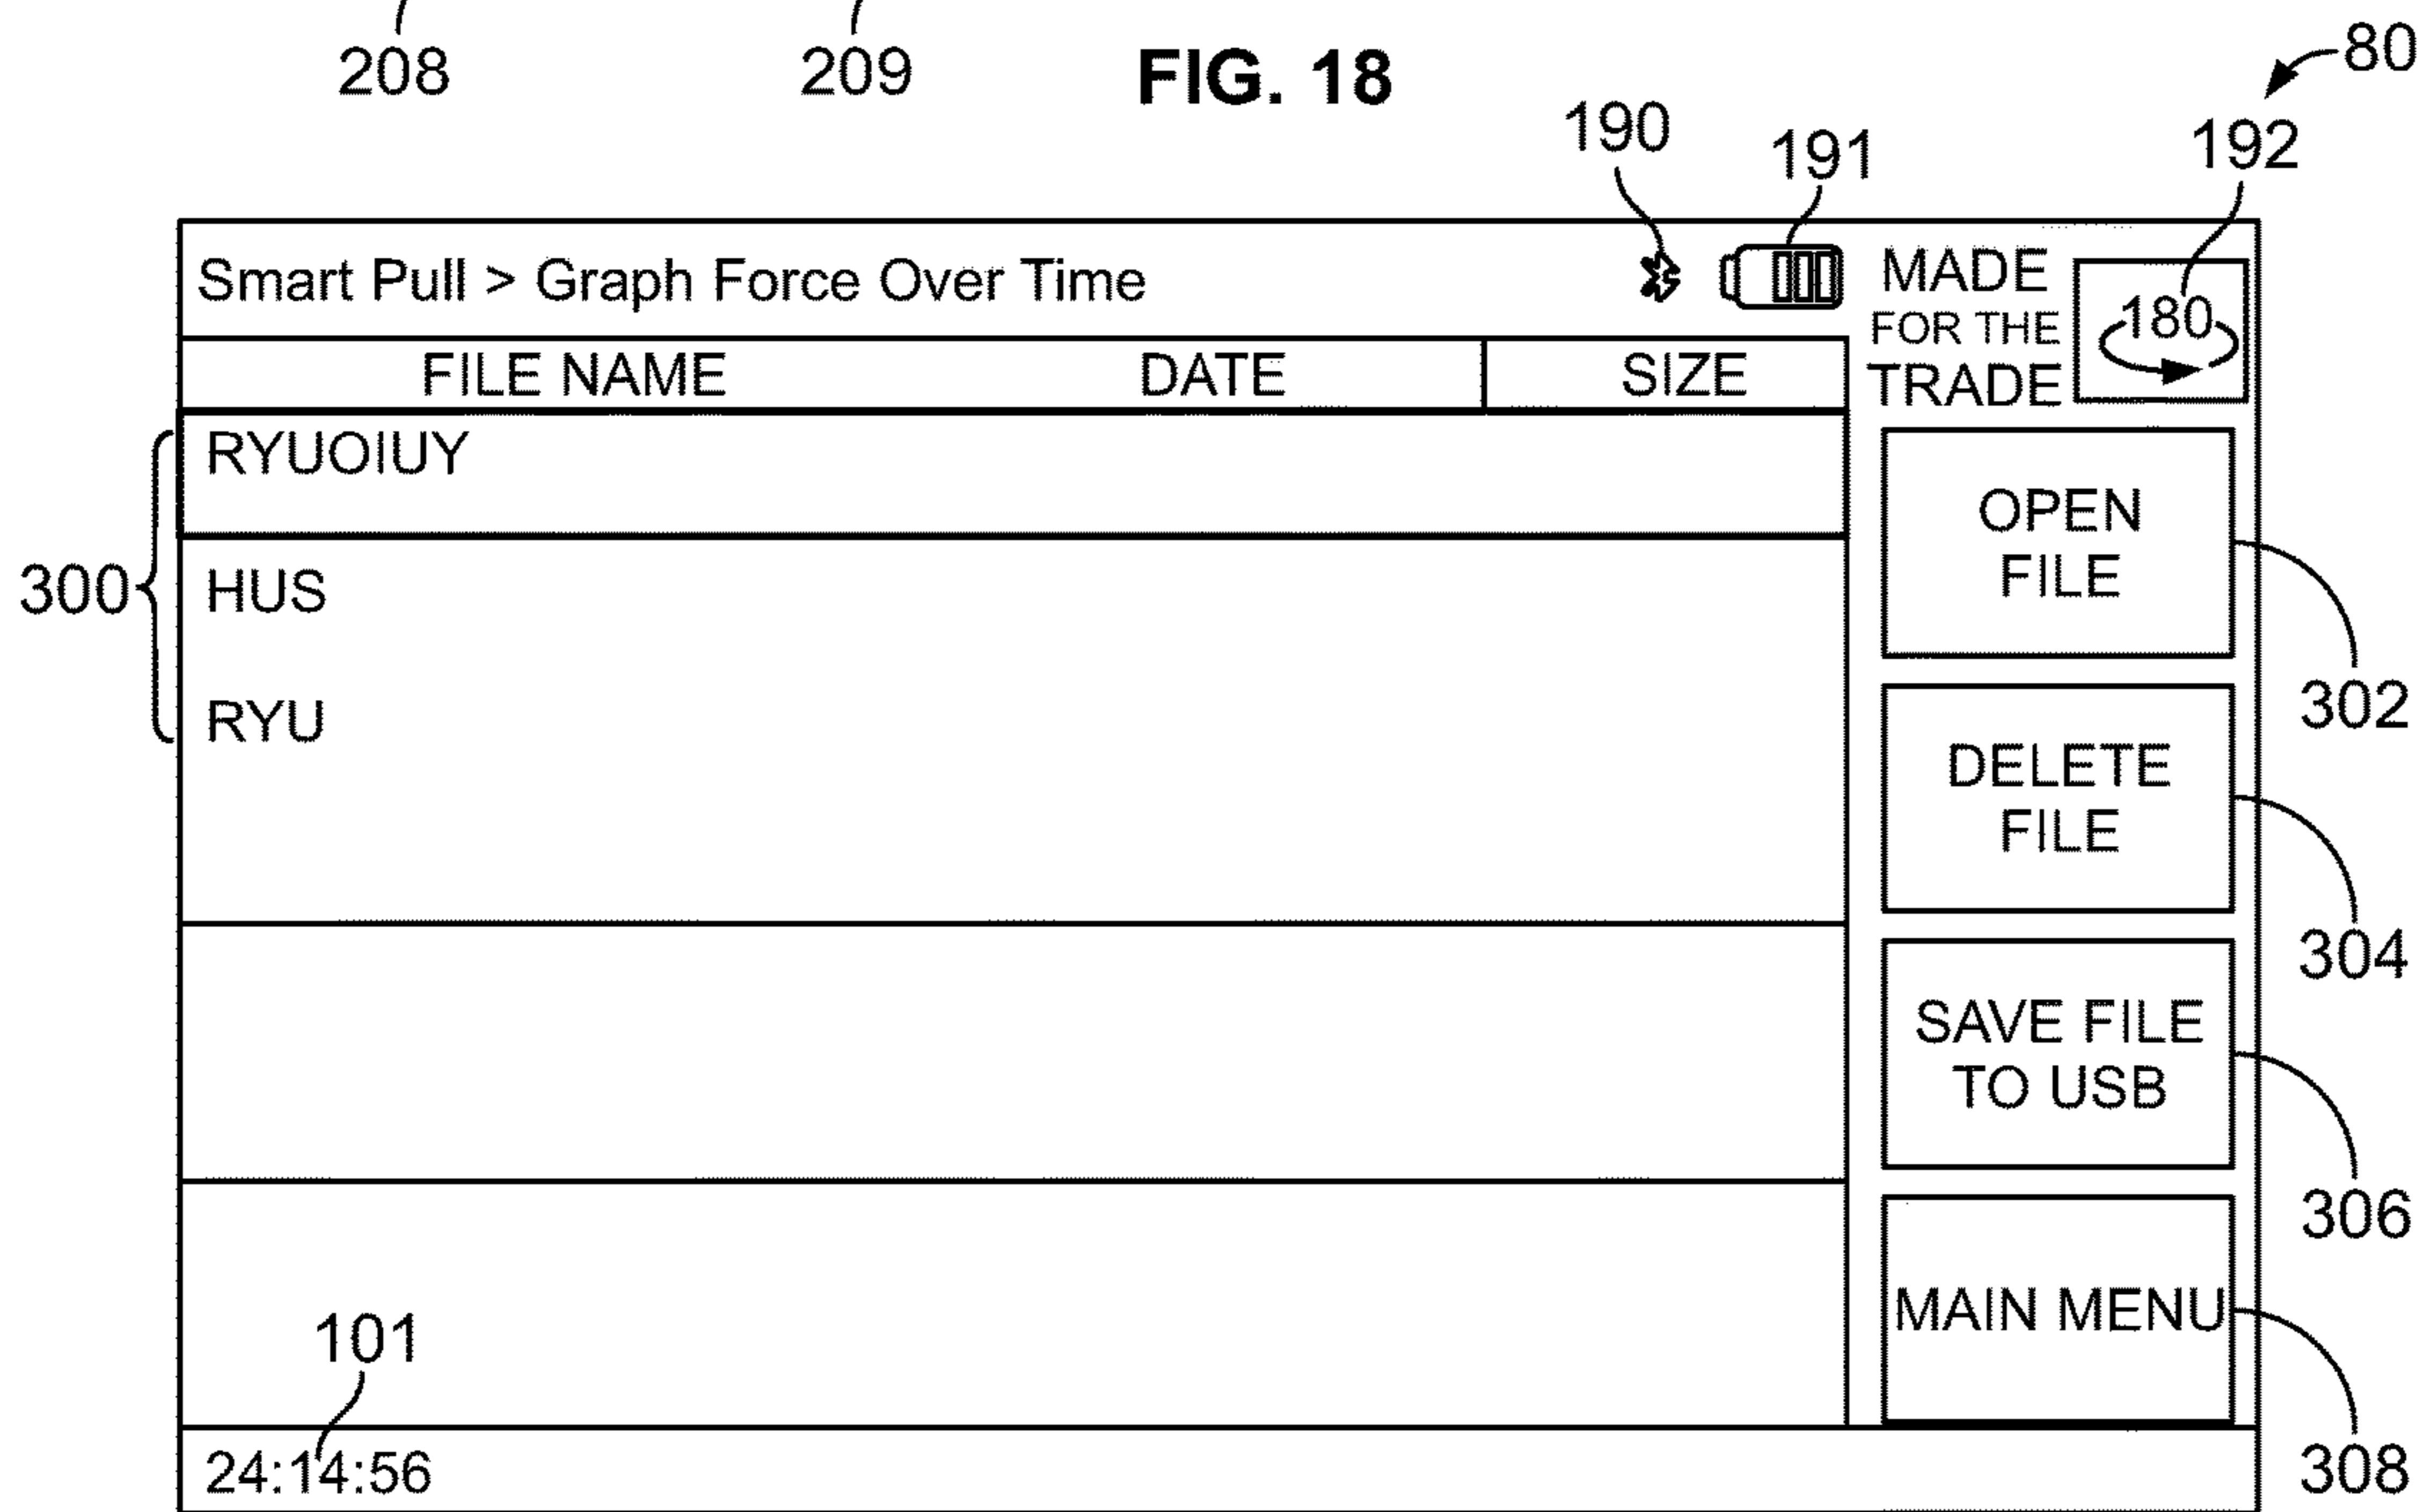 208 209 FIG. 18 80
190 191 192
Smart Pull > Graph Force Over Time
MADE
FOR THE
TRADE
180
FILE NAME DATE SIZE
RYUOIUY
300
HUS
RYU
OPEN
FILE
302
DELETE
FILE
304
SAVE FILE
TO USB
306
MAIN MENU
308
101
24:14:56